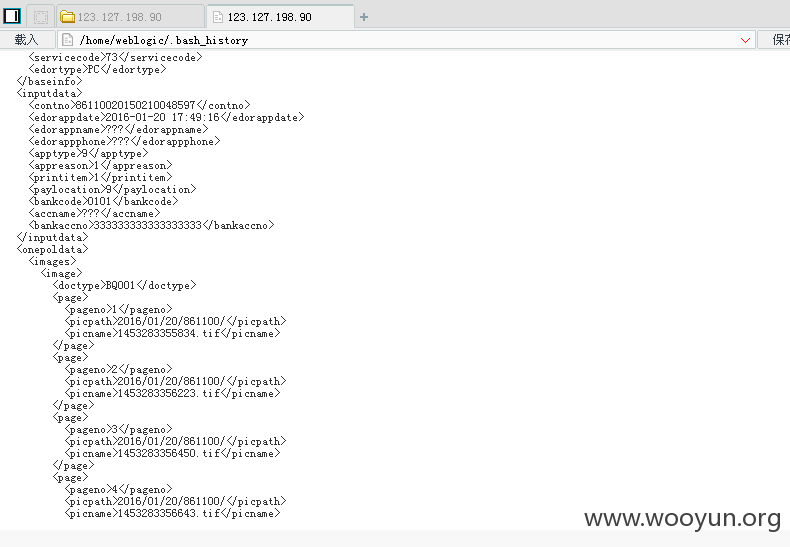 123.127.198.90
123.127.198.90
载入
/home/weblogic/.bash_history
保存
<servicecode>73</servicecode>
<edortype>PC</edortype>
</baseinfo>
<inputdata>
<contno>86110020150210048597</contno>
<edorappdate>2016-01-20 17:49:16</edorappdate>
<edorappname>???</edorappname>
<edorappphone>???</edorappphone>
<apptype>9</apptype>
<appreason>1</appreason>
<printitem>1</printitem>
<paylocation>9</paylocation>
<bankcode>0101</bankcode>
<accname>???</accname>
<bankaccno>333333333333333333</bankaccno>
</inputdata>
<onepoldata>
<images>
<image>
<doctype>BQ001</doctype>
<page>
<pageno>1</pageno>
<picpath>2016/01/20/861100/</picpath>
<picname>1453283355834.tif</picname>
</page>
<page>
<pageno>2</pageno>
<picpath>2016/01/20/861100/</picpath>
<picname>1453283356223.tif</picname>
</page>
<page>
<pageno>3</pageno>
<picpath>2016/01/20/861100/</picpath>
<picname>1453283356450.tif</picname>
</page>
<page>
<pageno>4</pageno>
<picpath>2016/01/20/861100/</picpath>
<picname>1453283356643.tif</picname>
www.wooyun.org